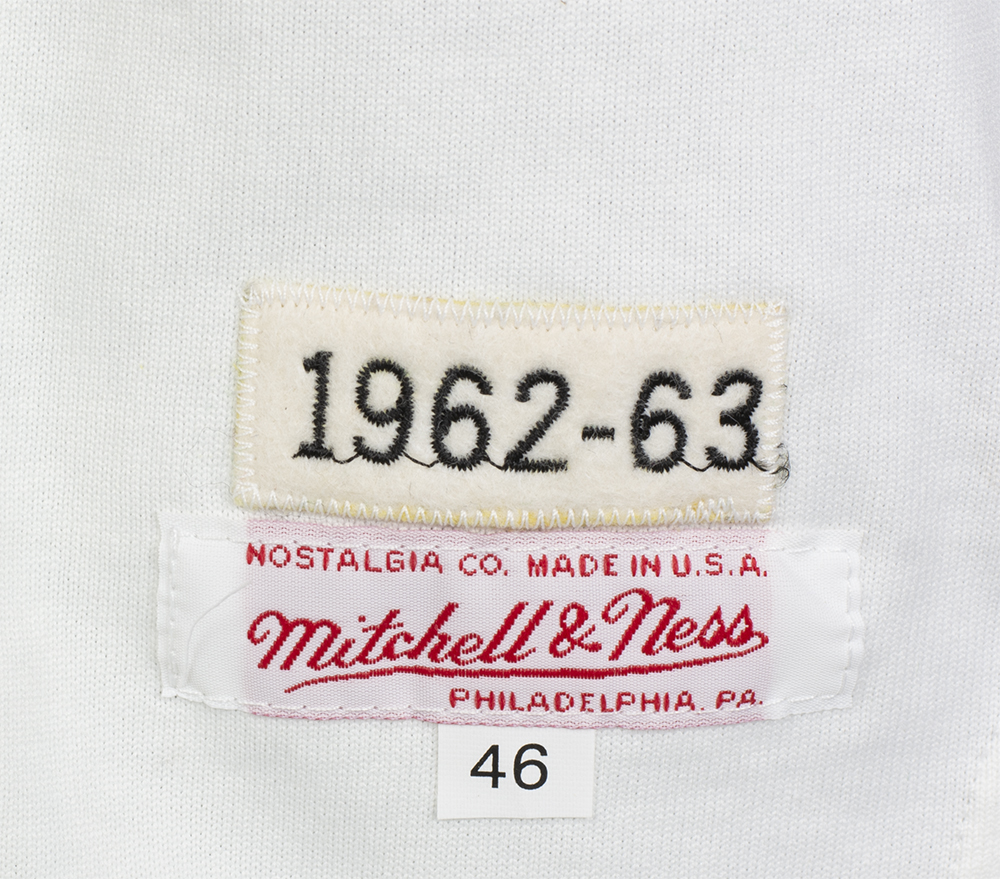 1962-63
NOSTALGIA CO. MADE IN U.S.A.
Mitchell & Ness
PHILADELPHIA. PA.
46